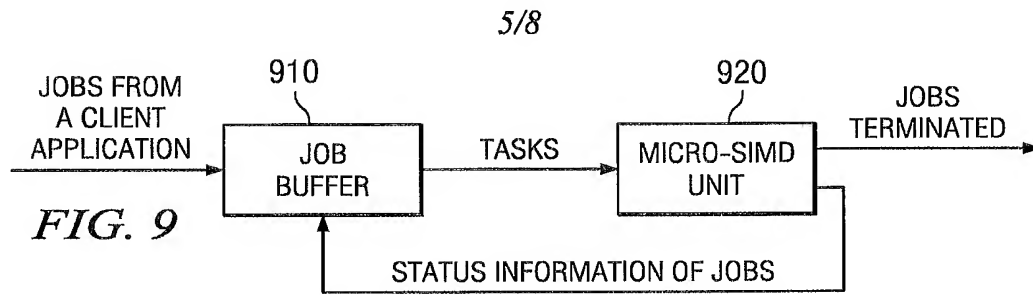 5/8
JOBS FROM
A CLIENT
APPLICATION
910
JOB
BUFFER
TASKS
920
MICRO-SIMD
UNIT
JOBS
TERMINATED
FIG. 9
STATUS INFORMATION OF JOBS